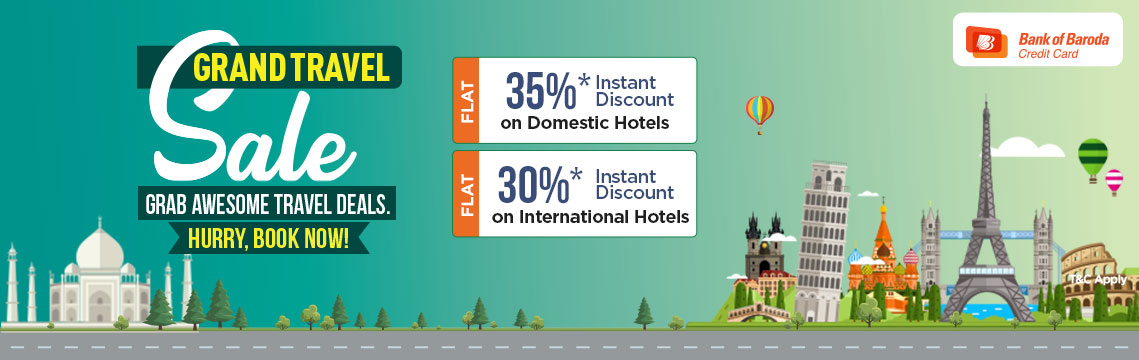 GRAND TRAVEL
Sale
GRAB AWESOME TRAVEL DEALS.
HURRY, BOOK NOW!
FLAT
35%* Instant
Discount
on Domestic Hotels
FLAT
30%* Instant
Discount
on International Hotels
Bank of Baroda
Credit Card
T&C Apply